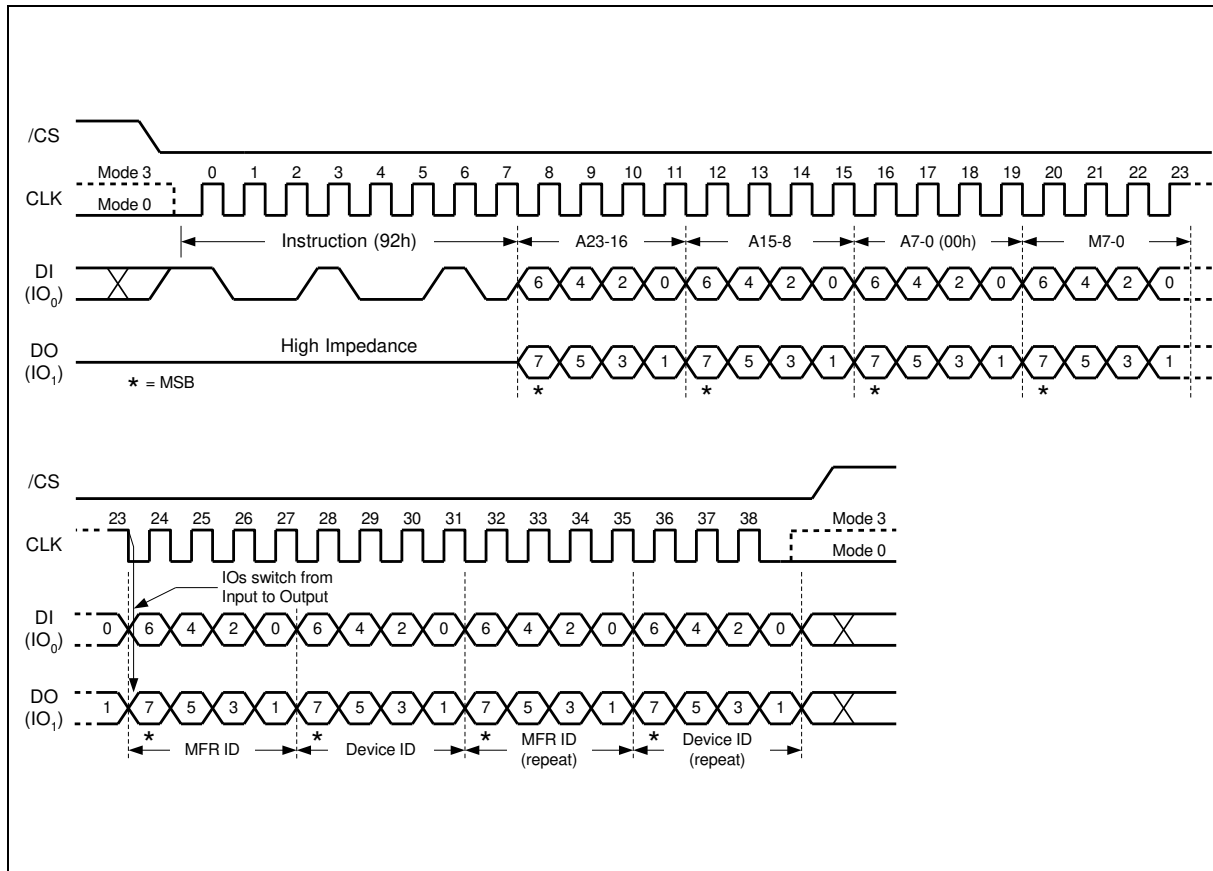 /CS
Mode 3 0 1 2 3 4 5 6 7 8 9 10 11 12 13 14 15 16 17 18 19 20 21 22 23
CLK
Mode 0
Instruction (92h) A23-16 A15-8 A7-0 (00h) M7-0
DI
(IO0)
6 4 2 0 6 4 2 0 6 4 2 0 6 4 2 0
High Impedance
DO
(IO1)
7 5 3 1 7 5 3 1 7 5 3 1 7 5 3 1
* = MSB * * * *
/CS
23 24 25 26 27 28 29 30 31 32 33 34 35 36 37 38 Mode 3
CLK
Mode 0
IOs switch from
Input to Output
DI
(IO0)
0 6 4 2 0 6 4 2 0 6 4 2 0 6 4 2 0
DO
(IO1)
1 7 5 3 1 7 5 3 1 7 5 3 1 7 5 3 1
* * * *
MFR ID Device ID MFR ID
(repeat)
Device ID
(repeat)